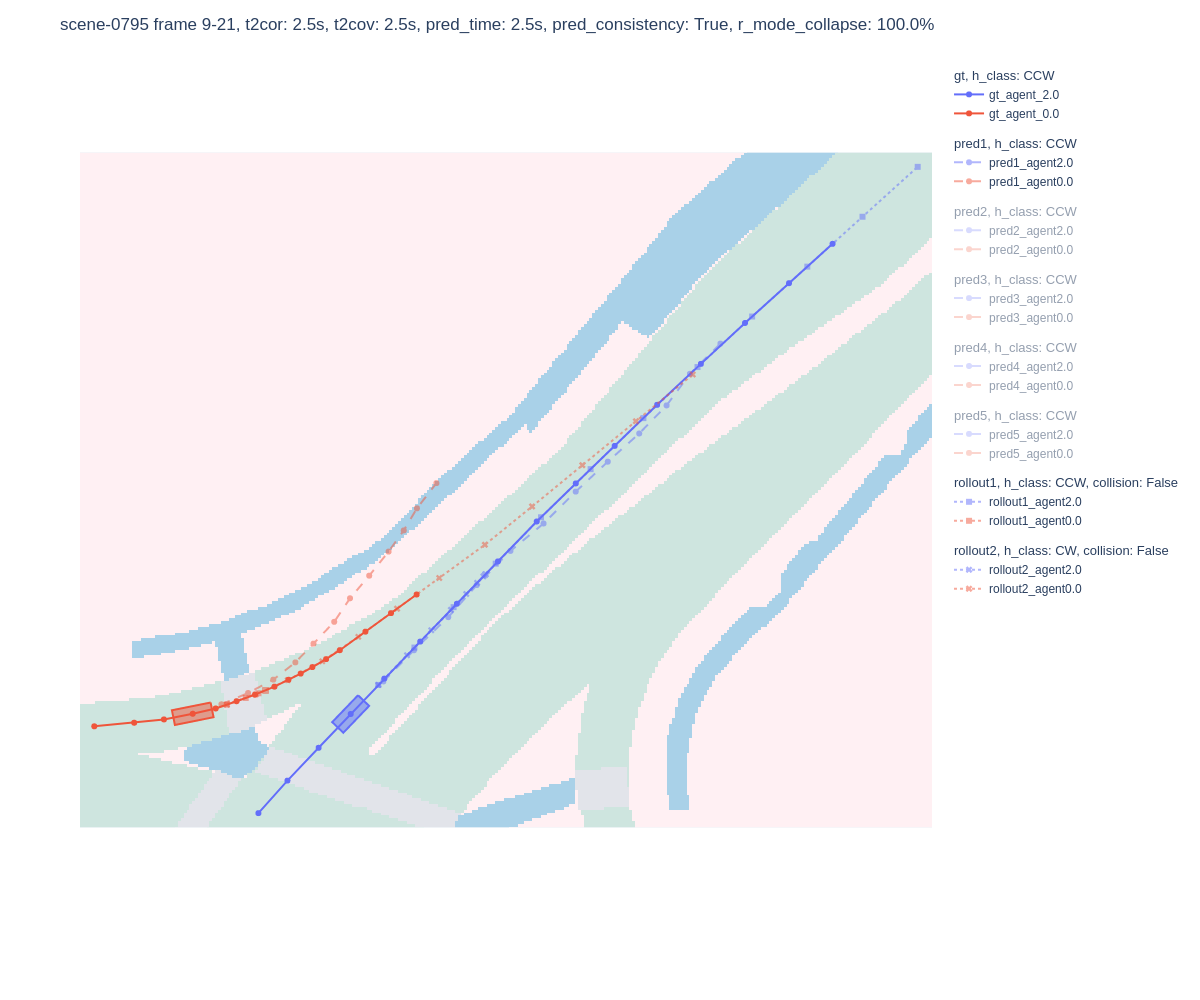 scene-0795 frame 9-21, t2cor: 2.5s, t2cov: 2.5s, pred_time: 2.5s, pred_consistency: True, r_mode_collapse: 100.0%
gt, h_class: CCW
gt_agent_2.0
gt_agent_0.0
pred1, h_class: CCW
pred1_agent2.0
pred1_agent0.0
pred2, h_class: CCW
pred2_agent2.0
pred2_agent0.0
pred3, h_class: CCW
pred3_agent2.0
pred3_agent0.0
pred4, h_class: CCW
pred4_agent2.0
pred4_agent0.0
pred5, h_class: CCW
pred5_agent2.0
pred5_agent0.0
rollout1, h_class: CCW, collision: False
rollout1_agent2.0
rollout1_agent0.0
rollout2, h_class: CW, collision: False
rollout2_agent2.0
rollout2_agent0.0